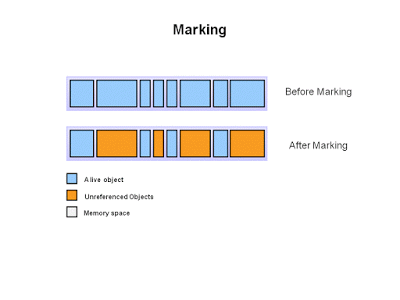 Marking
Before Marking
After Marking
A live object
Unreferenced Objects
Memory space